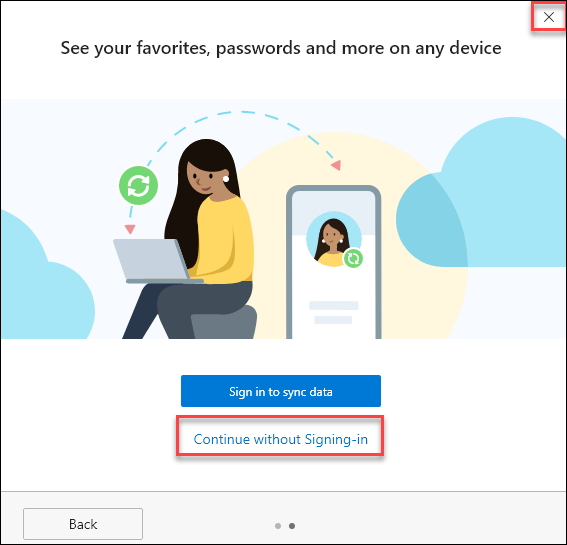 See your favorites, passwords and more on any device
Sign in to sync data
Continue without Signing-in
Back